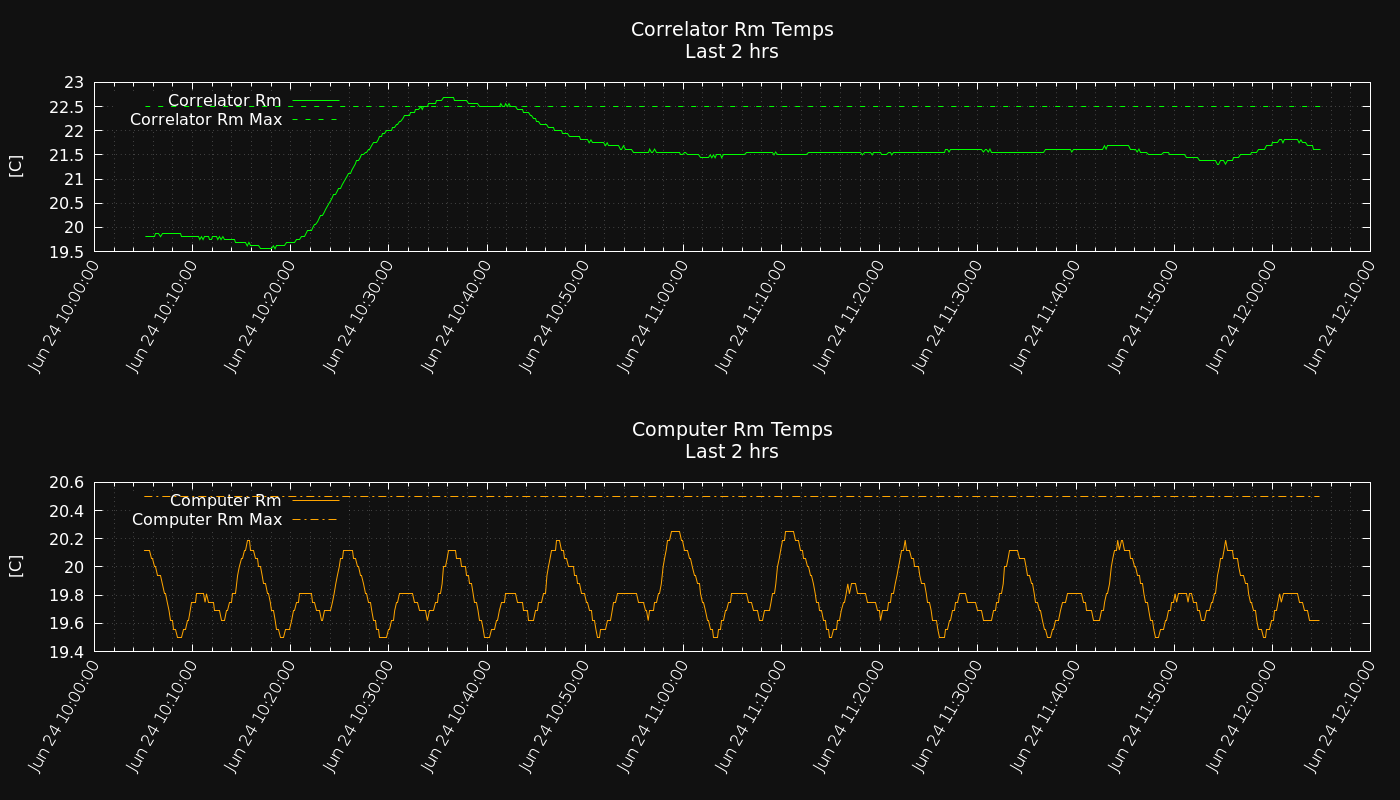 Correlator Rm Temps
Last 2 hrs
23
22.5
22
21.5
21
20.5
20
19.5
[C]
Correlator Rm
Correlator Rm Max
Jun 24 10:00:00
Jun 24 10:10:00
Jun 24 10:20:00
Jun 24 10:30:00
Jun 24 10:40:00
Jun 24 10:50:00
Jun 24 11:00:00
Jun 24 11:10:00
Jun 24 11:20:00
Jun 24 11:30:00
Jun 24 11:40:00
Jun 24 11:50:00
Jun 24 12:00:00
Jun 24 12:10:00
Computer Rm Temps
Last 2 hrs
20.6
20.4
20.2
20
19.8
19.6
19.4
[C]
Computer Rm
Computer Rm Max
Jun 24 10:00:00
Jun 24 10:10:00
Jun 24 10:20:00
Jun 24 10:30:00
Jun 24 10:40:00
Jun 24 10:50:00
Jun 24 11:00:00
Jun 24 11:10:00
Jun 24 11:20:00
Jun 24 11:30:00
Jun 24 11:40:00
Jun 24 11:50:00
Jun 24 12:00:00
Jun 24 12:10:00